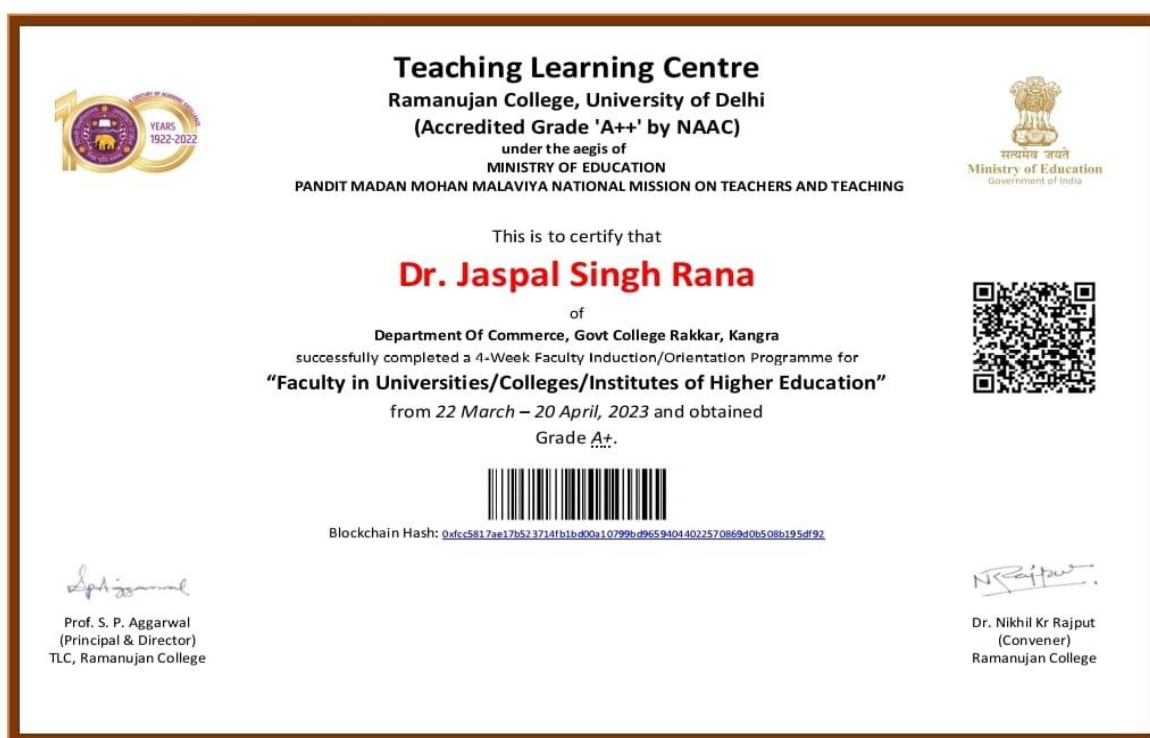 Teaching Learning Centre
Ramanujan College, University of Delhi
(Accredited Grade 'A++' by NAAC)
under the aegis of
MINISTRY OF EDUCATION
PANDIT MADAN MOHAN MALAVIYA NATIONAL MISSION ON TEACHERS AND TEACHING
YEARS
1922-2022
सत्यमेव जयते
Ministry of Education
Government of India
This is to certify that
Dr. Jaspal Singh Rana
of
Department Of Commerce, Govt College Rakkar, Kangra
successfully completed a 4-Week Faculty Induction/Orientation Programme for
“Faculty in Universities/Colleges/Institutes of Higher Education”
from 22 March – 20 April, 2023 and obtained
Grade A+.
Blockchain Hash: 0xfcc5817ae17b523714fb1bd00a10799bd96594044022570869d0b508b195df92
Prof. S. P. Aggarwal
(Principal & Director)
TLC, Ramanujan College
Dr. Nikhil Kr Rajput
(Convener)
Ramanujan College